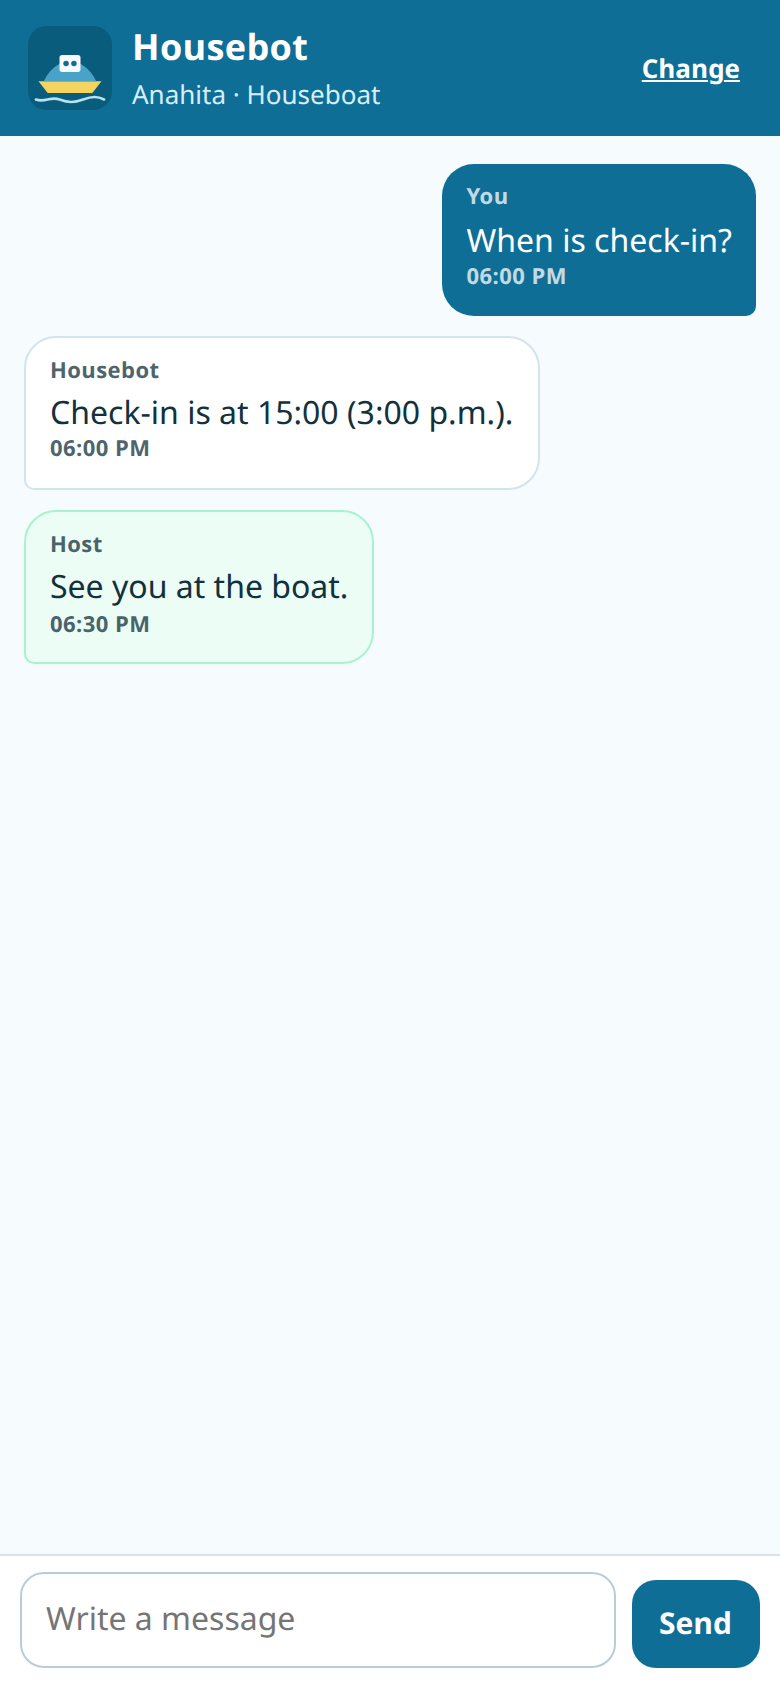 Housebot
Anahita · Houseboat
Change
You
When is check-in?
06:00 PM
Housebot
Check-in is at 15:00 (3:00 p.m.).
06:00 PM
Host
See you at the boat.
06:30 PM
Write a message
Send